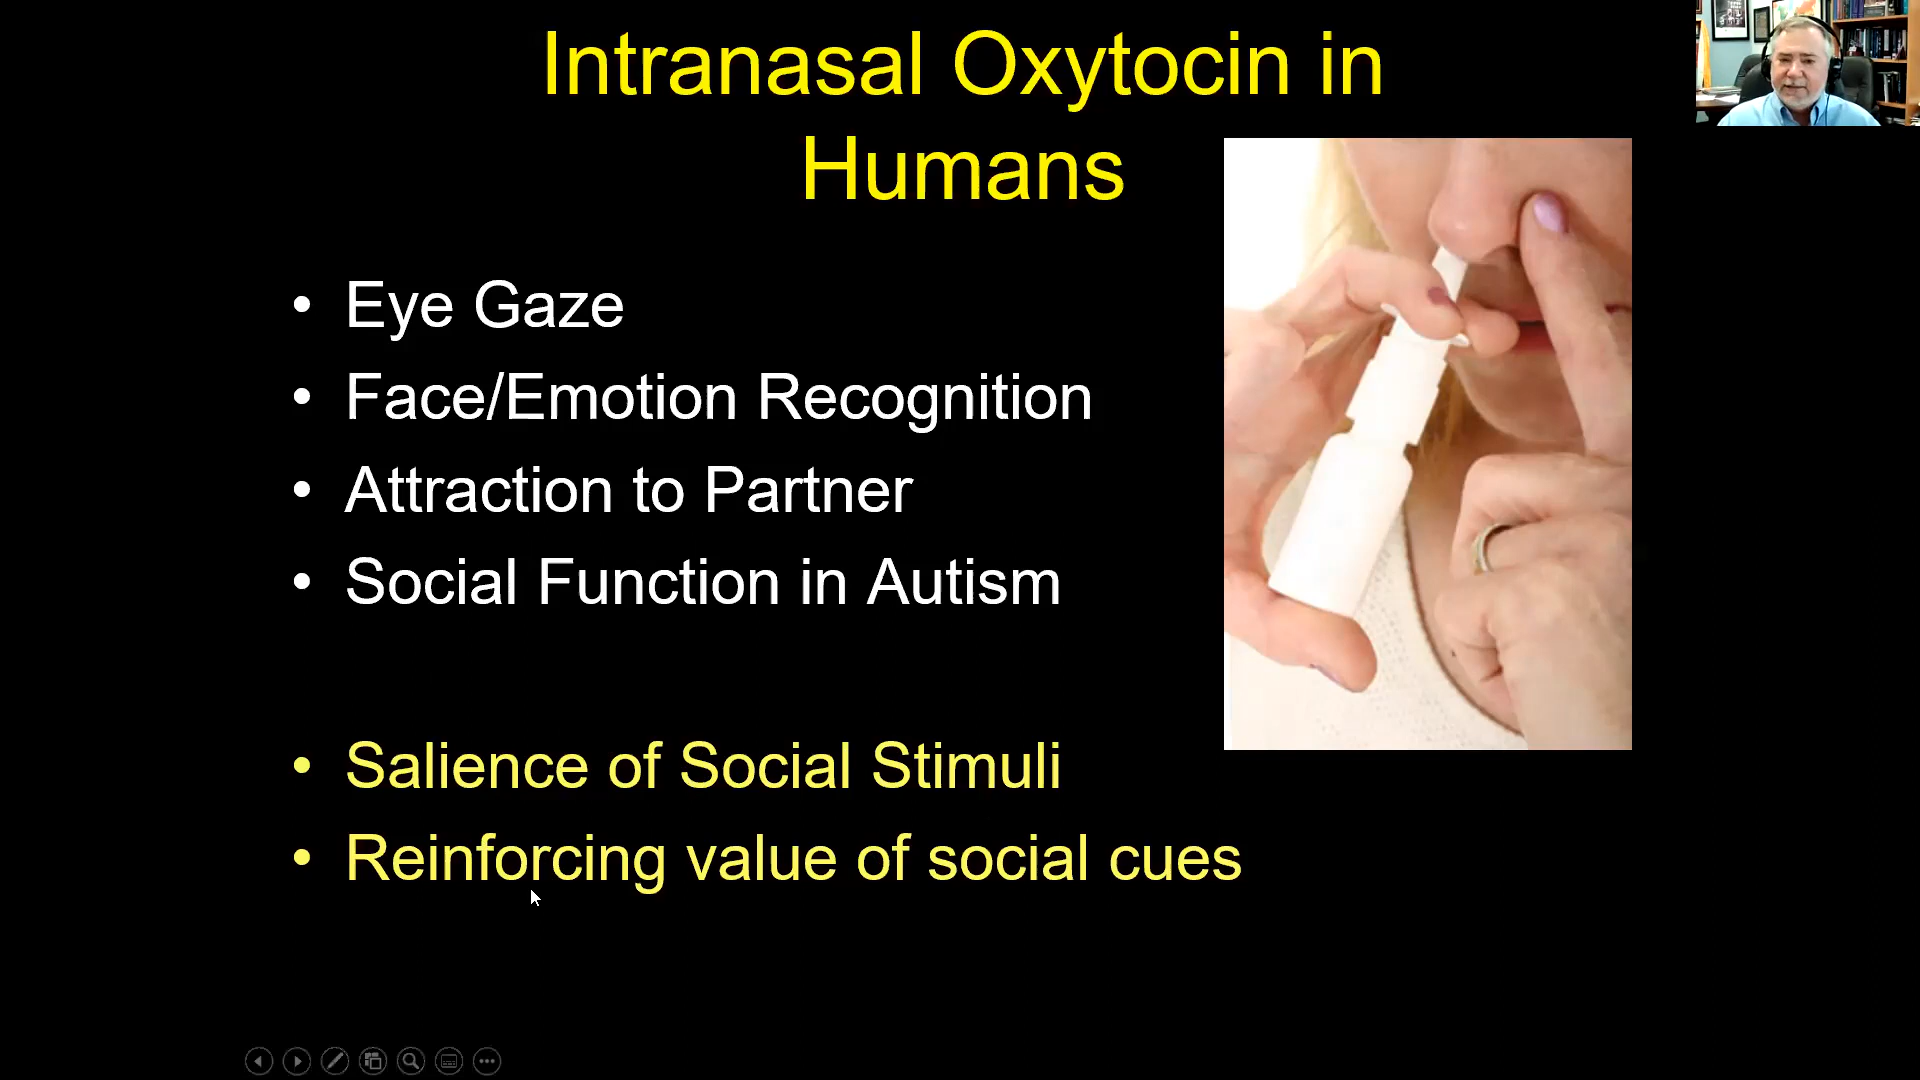 Intranasal Oxytocin in
Humans
• Eye Gaze
• Face/Emotion Recognition
• Attraction to Partner
• Social Function in Autism
• Salience of Social Stimuli
• Reinforcing value of social cues